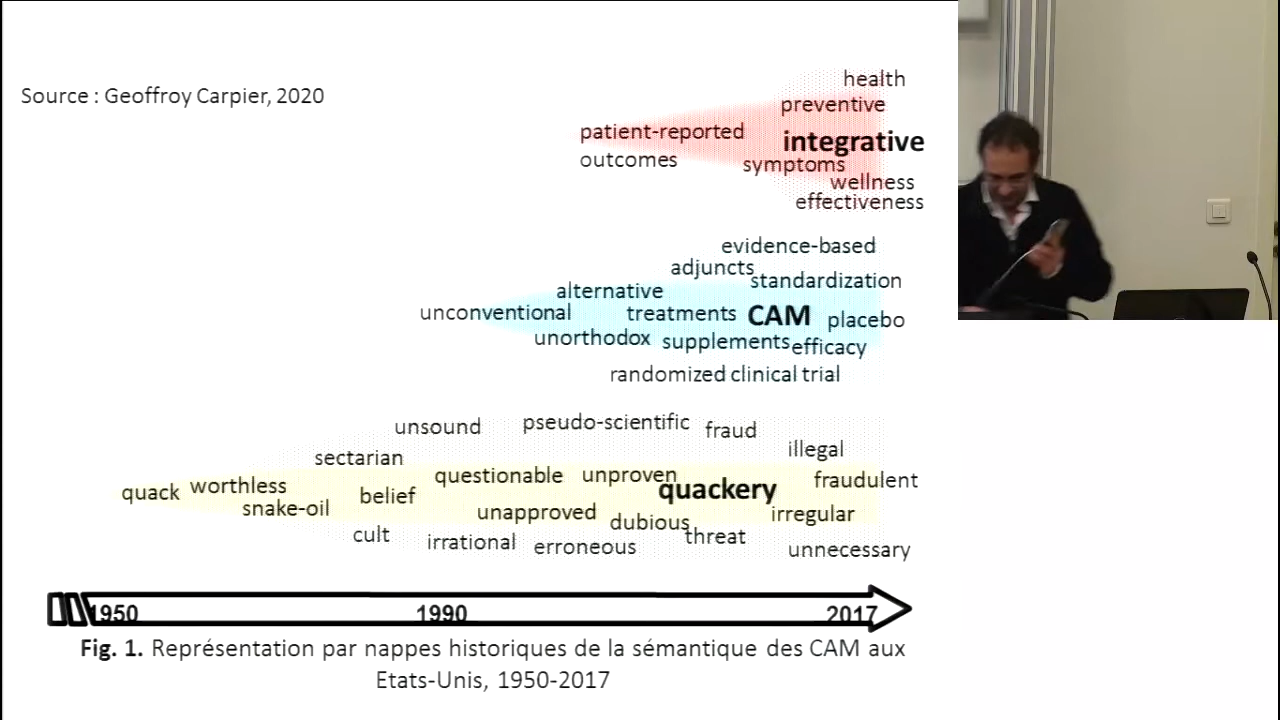 Source : Geoffroy Carpier, 2020
health
preventive
patient-reported
integrative
outcomes
symptoms
wellness
effectiveness
evidence-based
adjuncts
standardization
alternative
unconventional
treatments
CAM
placebo
unorthodox
supplements
efficacy
randomized clinical trial
unsound
pseudo-scientific
fraud
illegal
sectarian
questionable
unproven
fraudulent
quack
worthless
belief
quackery
snake-oil
unapproved
dubious
irregular
cult
irrational
erroneous
threat
unnecessary
1950
1990
2017
Fig. 1. Représentation par nappes historiques de la sémantique des CAM aux
Etats-Unis, 1950-2017